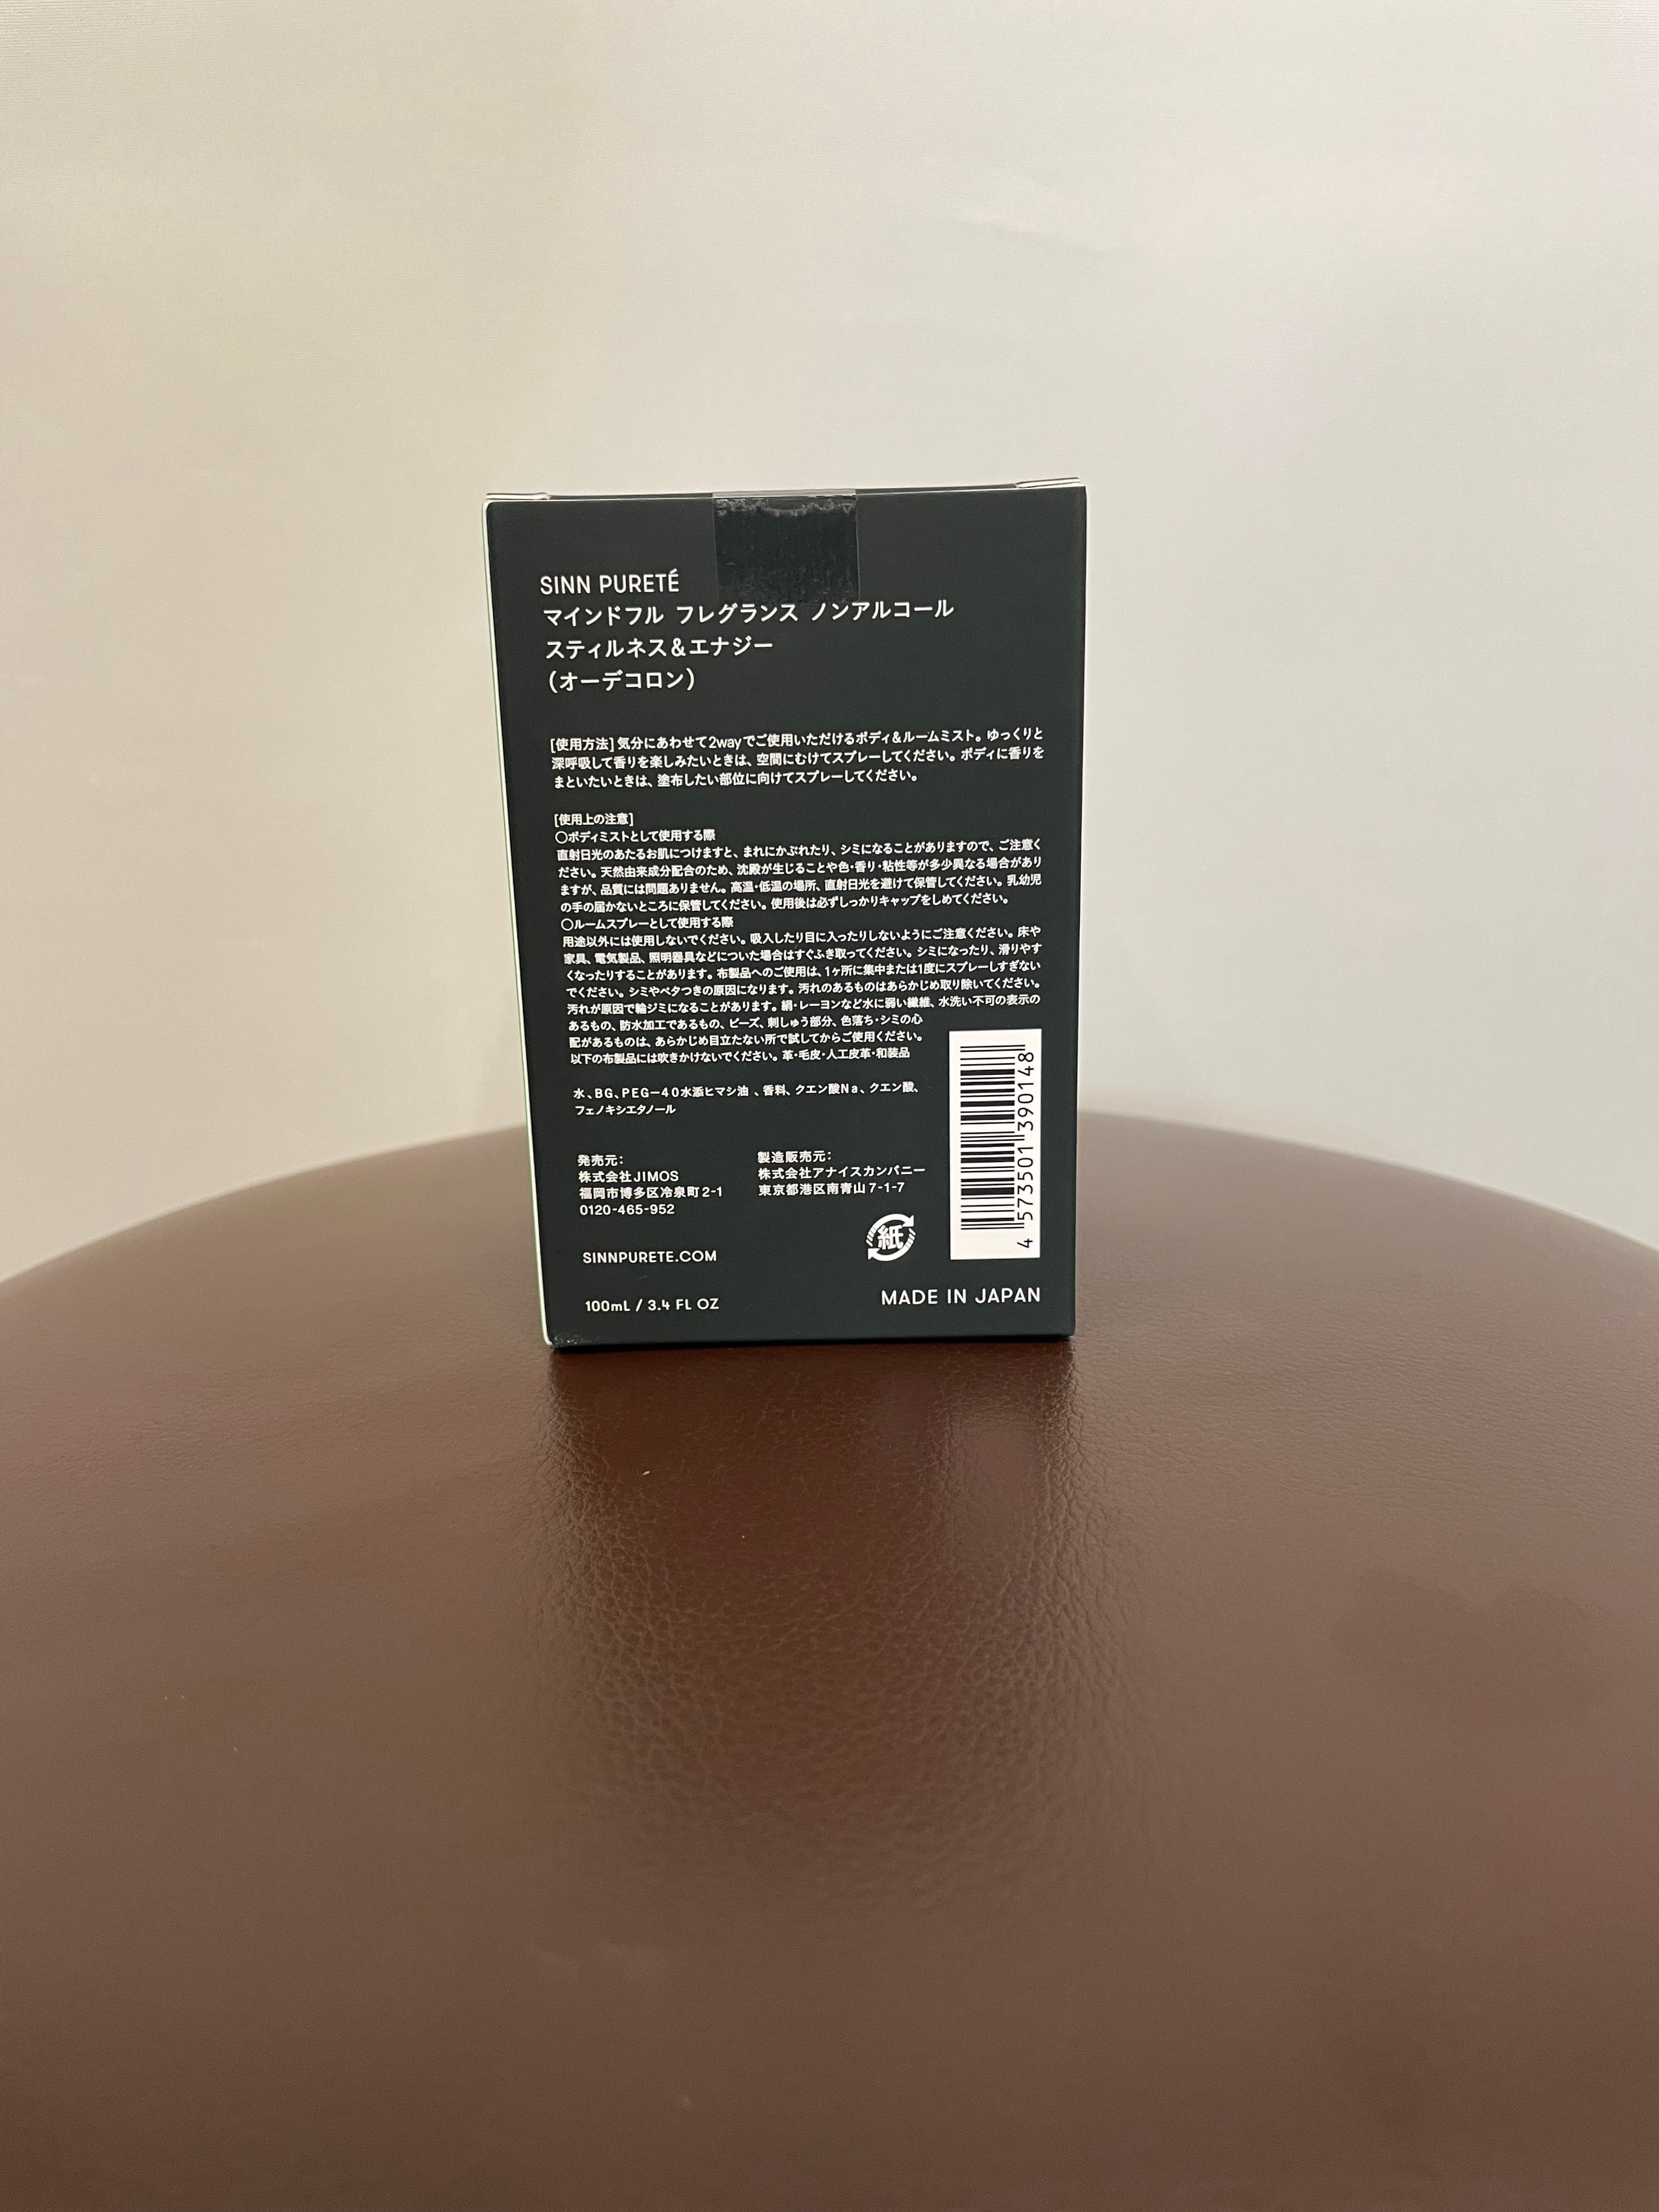 SINN PURETÉ
マインドフル フレグランス ノンアルコール
スティルネス&エナジー
(オーデコロン)
[使用方法] 気分にあわせて2wayでご使用いただけるボディ&ルームミスト。ゆっくりと
深呼吸して香りを楽しみたいときは、空間にむけてスプレーしてください。ボディに香りを
まといたいときは、塗布したい部位に向けてスプレーしてください。
[使用上の注意]
○ボディミストとして使用する際
直射日光のあたるお肌につけますと、まれにかぶれたり、シミになることがありますので、ご注意く
ださい。天然由来成分配合のため、沈殿が生じることや色・香り・粘性等が多少異なる場合があり
ますが、品質には問題ありません。高温・低温の場所、直射日光を避けて保管してください。乳幼児
の手の届かないところに保管してください。使用後は必ずしっかりキャップをしめてください。
○ルームスプレーとして使用する際
用途以外には使用しないでください。吸入したり目に入ったりしないようにご注意ください。床や
家具、電気製品、照明器具などについた場合はすぐふき取ってください。シミになったり、滑りやす
くなったりすることがあります。布製品へのご使用は、1ヶ所に集中または1度にスプレーしすぎない
でください。シミやベタつきの原因になります。汚れのあるものはあらかじめ取り除いてください。
汚れが原因で輪ジミになることがあります。絹・レーヨンなど水に弱い繊維、水洗い不可の表示の
あるもの、防水加工であるもの、ビーズ、刺しゅう部分、色落ち・シミの心
配があるものは、あらかじめ目立たない所で試してからご使用ください。
以下の布製品には吹きかけないでください。革・毛皮・人工皮革・和装品
水、BG、PEG－40水添ヒマシ油 、香料、クエン酸Na、クエン酸、
フェノキシエタノール
発売元:
株式会社JIMOS
福岡市博多区冷泉町2-1
0120-465-952
製造販売元:
株式会社アナイスカンパニー
東京都港区南青山7-1-7
紙
4 573501 390148
SINNPURETE.COM
100mL / 3.4 FL OZ
MADE IN JAPAN